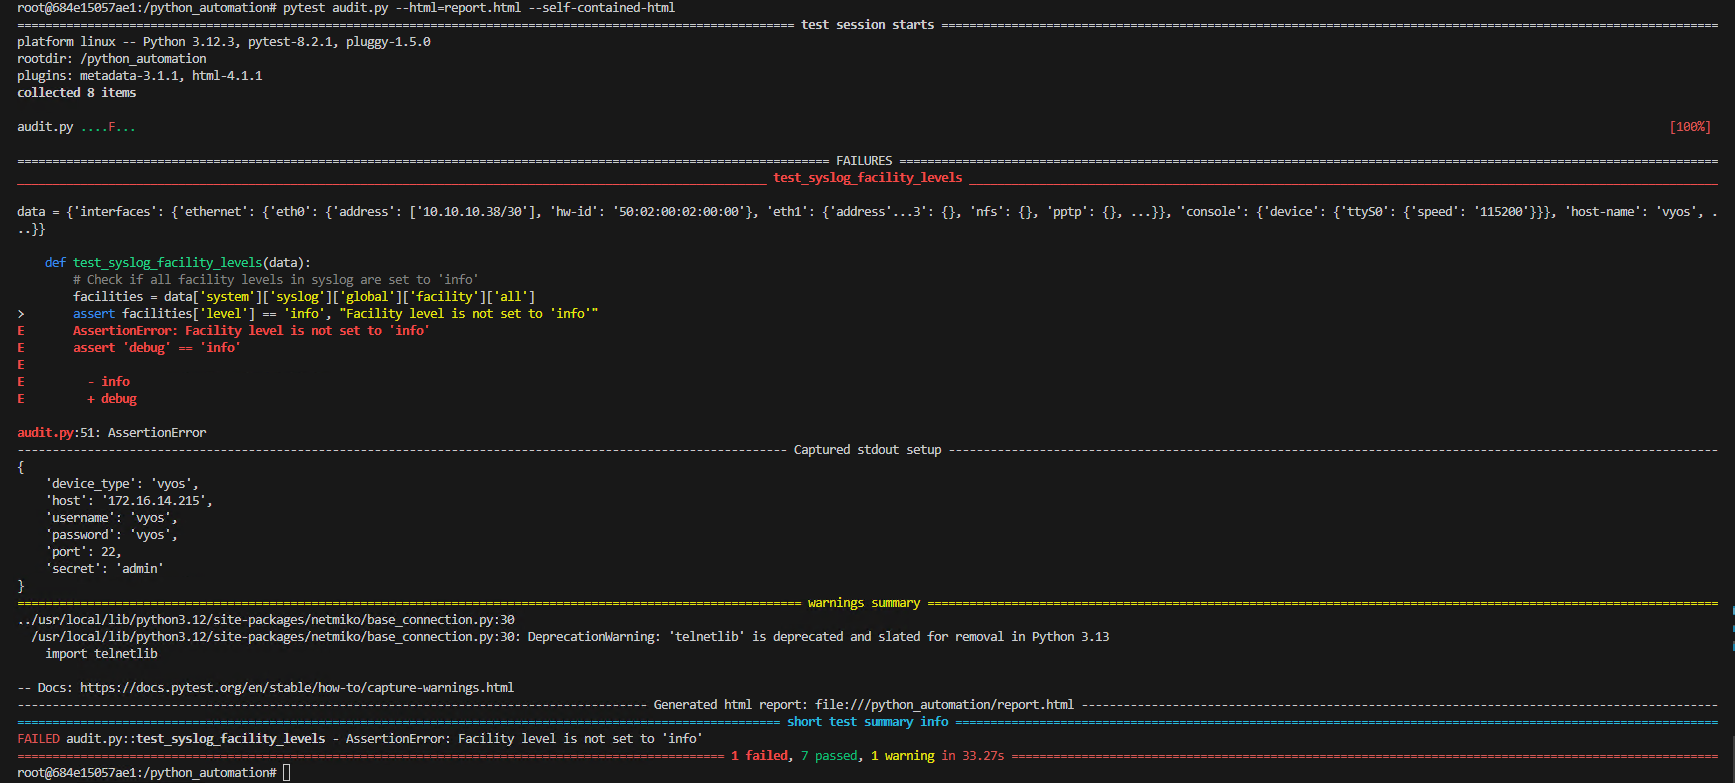 root@684e15057ae1:/python_automation# pytest audit.py --html=report.html --self-contained-html
test session starts
platform linux -- Python 3.12.3, pytest-8.2.1, pluggy-1.5.0
rootdir: /python_automation
plugins: metadata-3.1.1, html-4.1.1
collected 8 items
audit.py ....F... [100%]
FAILURES
test_syslog_facility_levels
data = {'interfaces': {'ethernet': {'eth0': {'address': ['10.10.10.38/30'], 'hw-id': '50:02:00:02:00:00'}, 'eth1': {'address'...3': {}, 'nfs': {}, 'pptp': {}, ...}}, 'console': {'device': {'ttyS0': {'speed': '115200'}}}, 'host-name': 'vyos', .
..}}
def test_syslog_facility_levels(data):
# Check if all facility levels in syslog are set to 'info'
facilities = data['system']['syslog']['global']['facility']['all']
> assert facilities['level'] == 'info', "Facility level is not set to 'info'"
E AssertionError: Facility level is not set to 'info'
E assert 'debug' == 'info'
E
E - info
E + debug
audit.py:51: AssertionError
Captured stdout setup
{
'device_type': 'vyos',
'host': '172.16.14.215',
'username': 'vyos',
'password': 'vyos',
'port': 22,
'secret': 'admin'
}
warnings summary
../usr/local/lib/python3.12/site-packages/netmiko/base_connection.py:30
/usr/local/lib/python3.12/site-packages/netmiko/base_connection.py:30: DeprecationWarning: 'telnetlib' is deprecated and slated for removal in Python 3.13
import telnetlib
-- Docs: https://docs.pytest.org/en/stable/how-to/capture-warnings.html
Generated html report: file:///python_automation/report.html
short test summary info
FAILED audit.py::test_syslog_facility_levels - AssertionError: Facility level is not set to 'info'
1 failed, 7 passed, 1 warning in 33.27s
root@684e15057ae1:/python_automation#